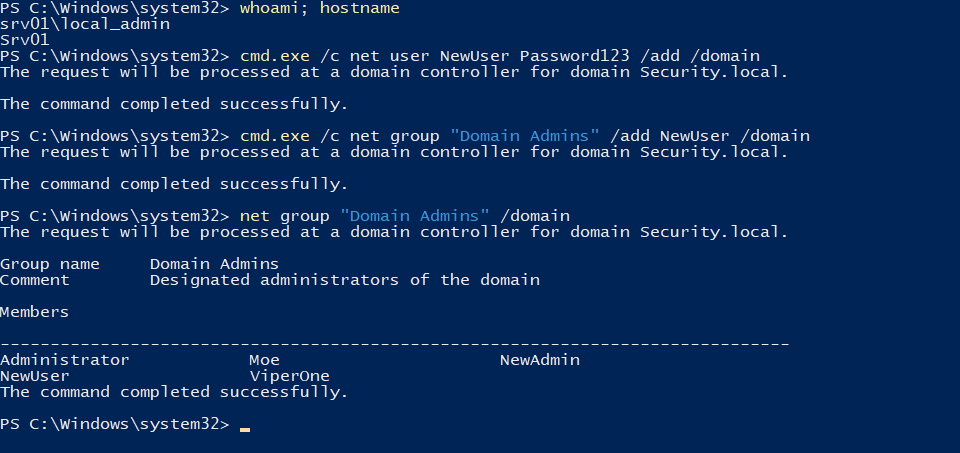 PS C:\Windows\system32> whoami; hostname
srv01\local_admin
Srv01
PS C:\Windows\system32> cmd.exe /c net user NewUser Password123 /add /domain
The request will be processed at a domain controller for domain Security.local.
The command completed successfully.
PS C:\Windows\system32> cmd.exe /c net group "Domain Admins" /add NewUser /domain
The request will be processed at a domain controller for domain Security.local.
The command completed successfully.
PS C:\Windows\system32> net group "Domain Admins" /domain
The request will be processed at a domain controller for domain Security.local.
Group name     Domain Admins
Comment        Designated administrators of the domain
Members
-------------------------------------------------------------------------------
Administrator            Moe                      NewAdmin
NewUser                  ViperOne
The command completed successfully.
PS C:\Windows\system32>